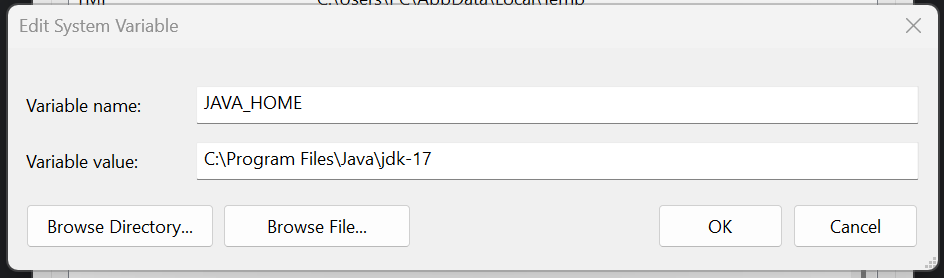 TMP C:\Users\PC\AppData\Local\Temp
Edit System Variable
Variable name: JAVA_HOME
Variable value: C:\Program Files\Java\jdk-17
Browse Directory... Browse File... OK Cancel